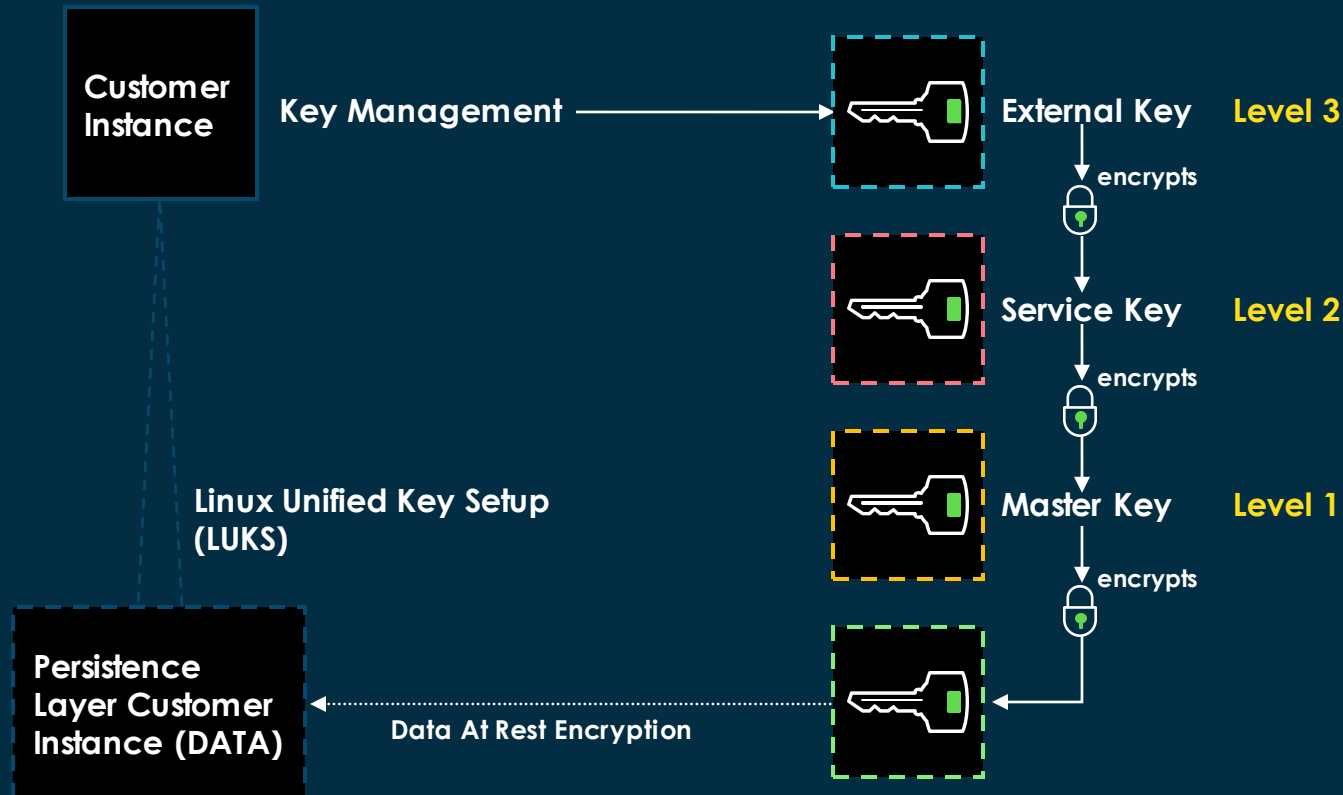 Customer
Instance
Key Management
External Key
Level 3
encrypts
Service Key
Level 2
encrypts
Linux Unified Key Setup
(LUKS)
Master Key
Level 1
encrypts
Persistence
Layer Customer
Instance (DATA)
Data At Rest Encryption